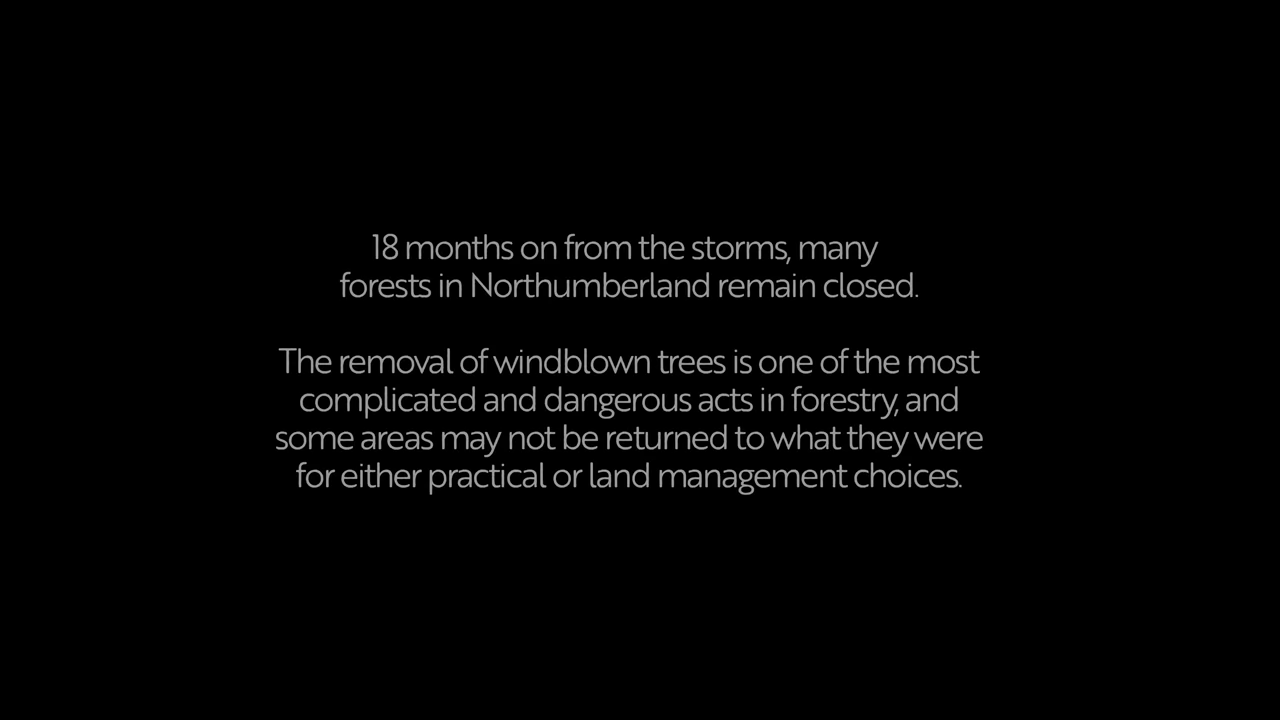 18 months on from the storms, many
forests in Northumberland remain closed.
The removal of windblown trees is one of the most
complicated and dangerous acts in forestry, and
some areas may not be returned to what they were
for either practical or land management choices.